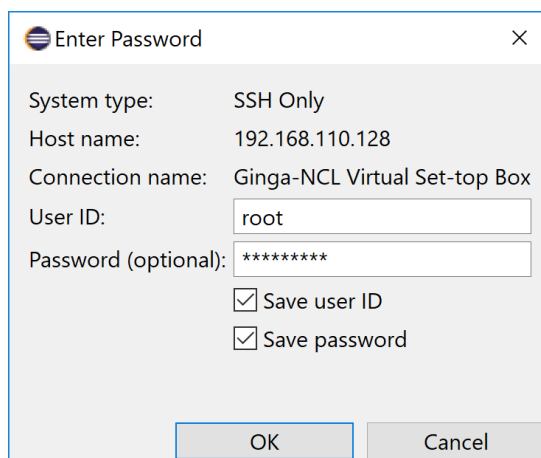 Enter Password
System type: SSH Only
Host name: 192.168.110.128
Connection name: Ginga-NCL Virtual Set-top Box
User ID: root
Password (optional): *********
Save user ID
Save password
OK Cancel